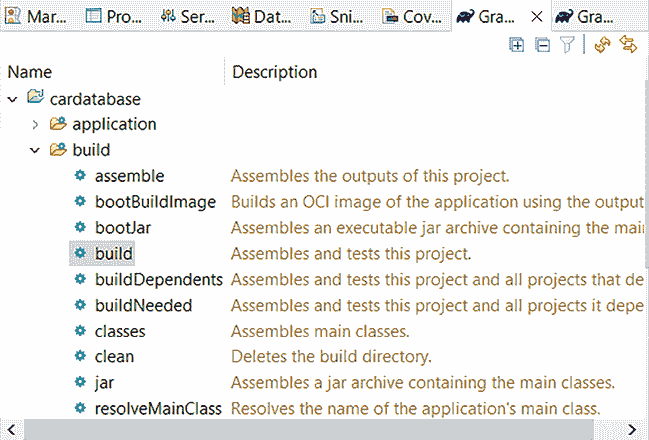 Mar... Pro... Ser... Dat... Sni... Cov... Gra... Gra...
Name Description
cardatabase
application
build
assemble Assembles the outputs of this project.
bootBuildImage Builds an OCI image of the application using the output
bootJar Assembles an executable jar archive containing the mai
build Assembles and tests this project.
buildDependents Assembles and tests this project and all projects that de
buildNeeded Assembles and tests this project and all projects it depe
classes Assembles main classes.
clean Deletes the build directory.
jar Assembles a jar archive containing the main classes.
resolveMainClass Resolves the name of the application's main class.